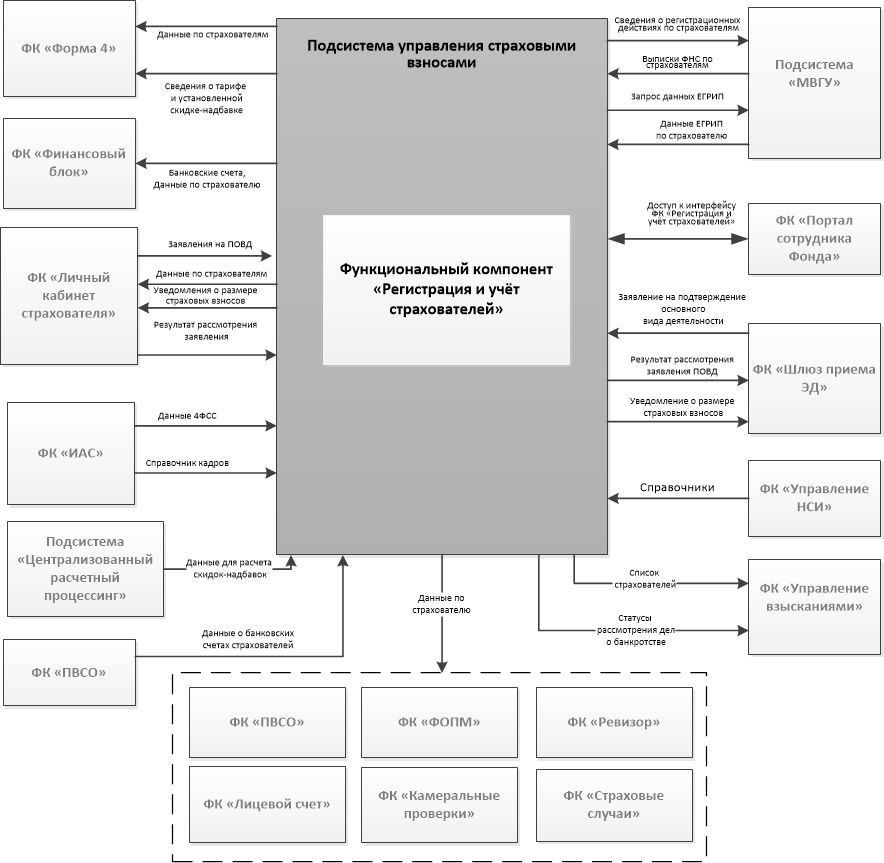 ФК «Форма 4»
Данные по страхователям
Сведения о тарифе
и установленной
скидке-надбавке
ФК «Финансовый
блок»
Банковские счета,
Данные по страхователю
ФК «Личный
кабинет
страхователя»
Заявления на ПОВД
Данные по страхователям
Уведомления о размере
страховых взносов
Результат рассмотрения
заявления
ФК «ИАС»
Данные 4ФСС
Справочник кадров
Подсистема
«Централизованный
расчетный
процессинг»
Данные для расчета
скидок-надбавок
ФК «ПВСО»
Данные о банковских
счетах страхователей
Подсистема управления страховыми
взносами
Функциональный компонент
«Регистрация и учёт
страхователей»
Сведения о регистрационных
действиях по страхователям
Выписки ФНС по
страхователям
Запрос данных ЕГРИП
Данные ЕГРИП
по страхователю
Подсистема
«МВГУ»
Доступ к интерфейсу
ФК «Регистрация и
учёт страхователей»
ФК «Портал
сотрудника
Фонда»
Заявление на подтверждение
основного
вида деятельности
Результат рассмотрения
заявления ПОВД
Уведомление о размере
страховых взносов
ФК «Шлюз приема
ЭД»
Справочники
ФК «Управление
НСИ»
Список
страхователей
Статусы
рассмотрения дел
о банкротстве
ФК «Управление
взысканиями»
Данные по
страхователю
ФК «ПВСО»
ФК «ФОПМ»
ФК «Ревизор»
ФК «Лицевой счет»
ФК «Камеральные
проверки»
ФК «Страховые
случаи»